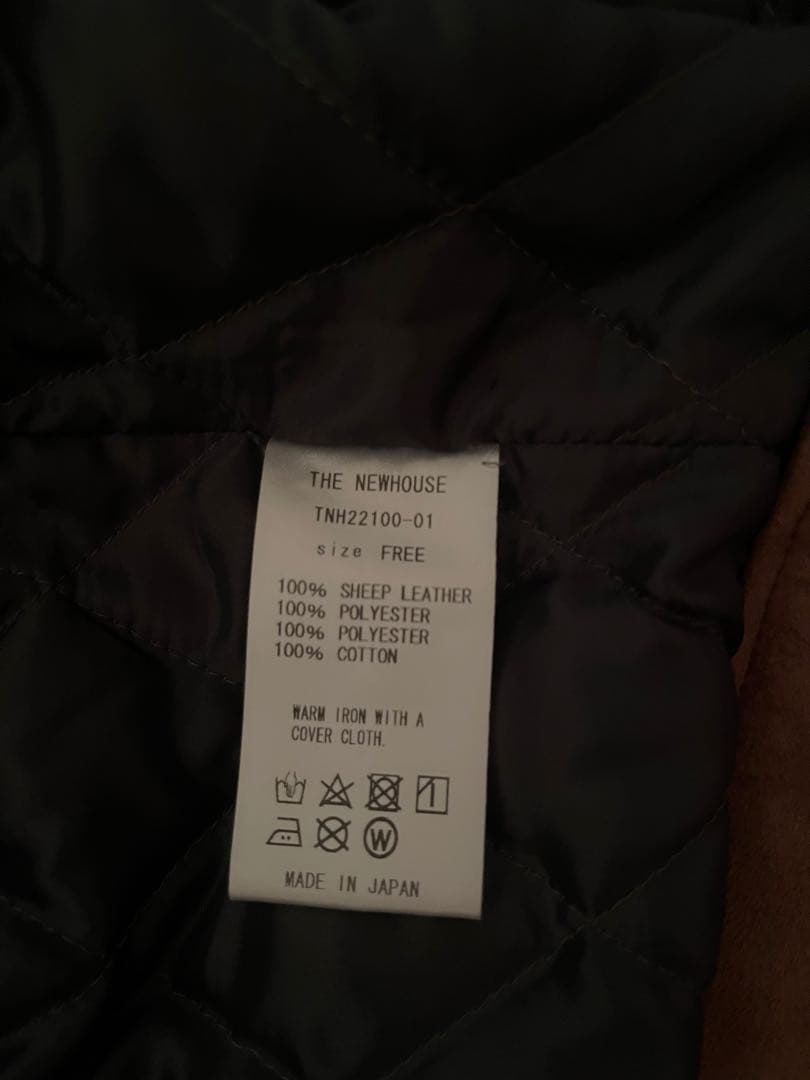 THE NEWHOUSE
TNH22100-01
size FREE
100% SHEEP LEATHER
100% POLYESTER
100% POLYESTER
100% COTTON
WARM IRON WITH A
COVER CLOTH.
W
MADE IN JAPAN